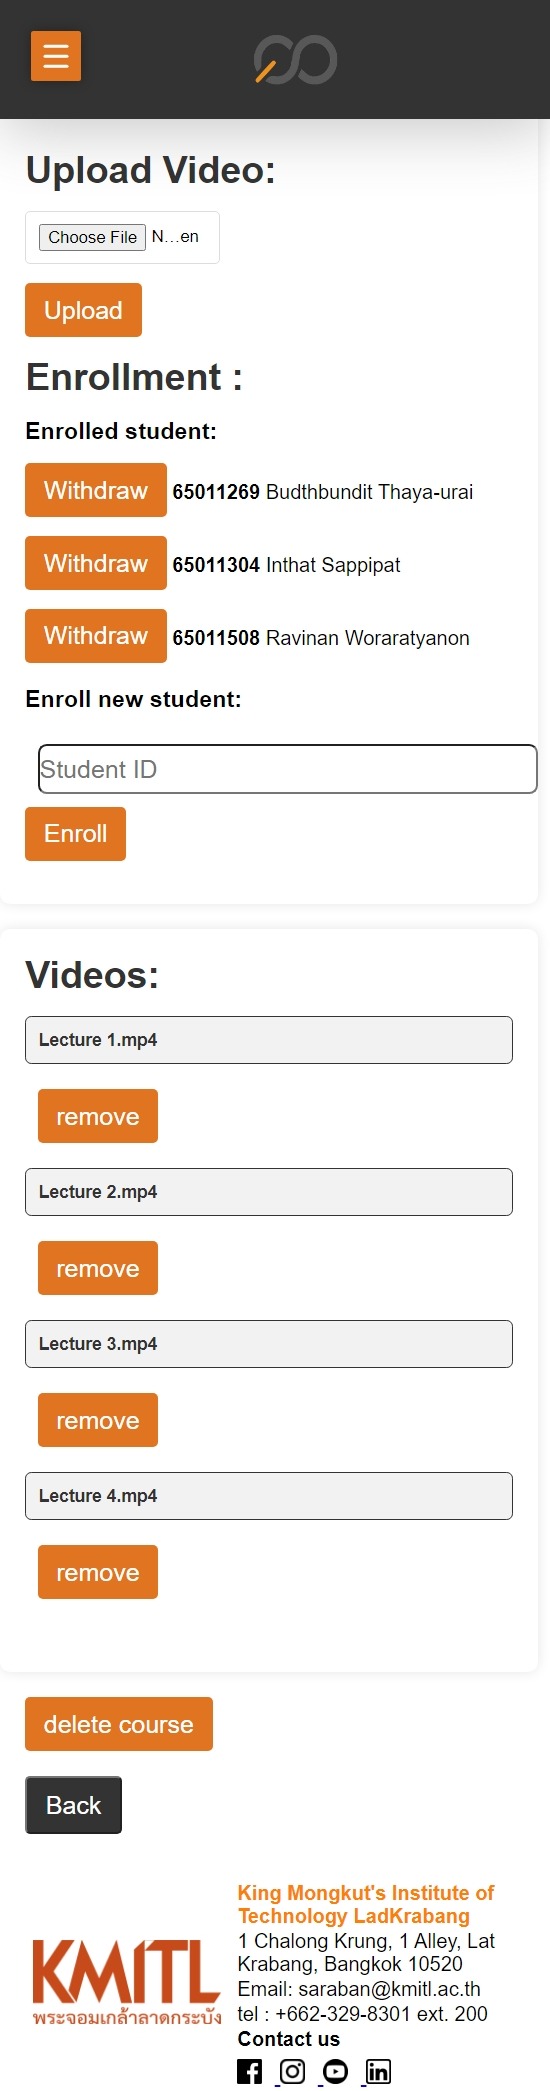 Upload Video:
Choose File N...en
Upload
Enrollment :
Enrolled student:
Withdraw 65011269 Budthbundit Thaya-urai
Withdraw 65011304 Inthat Sappipat
Withdraw 65011508 Ravinan Woraratyanon
Enroll new student:
Student ID
Enroll
Videos:
Lecture 1.mp4
remove
Lecture 2.mp4
remove
Lecture 3.mp4
remove
Lecture 4.mp4
remove
delete course
Back
KMITL
พระจอมเกล้าลาดกระบัง
King Mongkut's Institute of
Technology LadKrabang
1 Chalong Krung, 1 Alley, Lat
Krabang, Bangkok 10520
Email: saraban@kmitl.ac.th
tel : +662-329-8301 ext. 200
Contact us